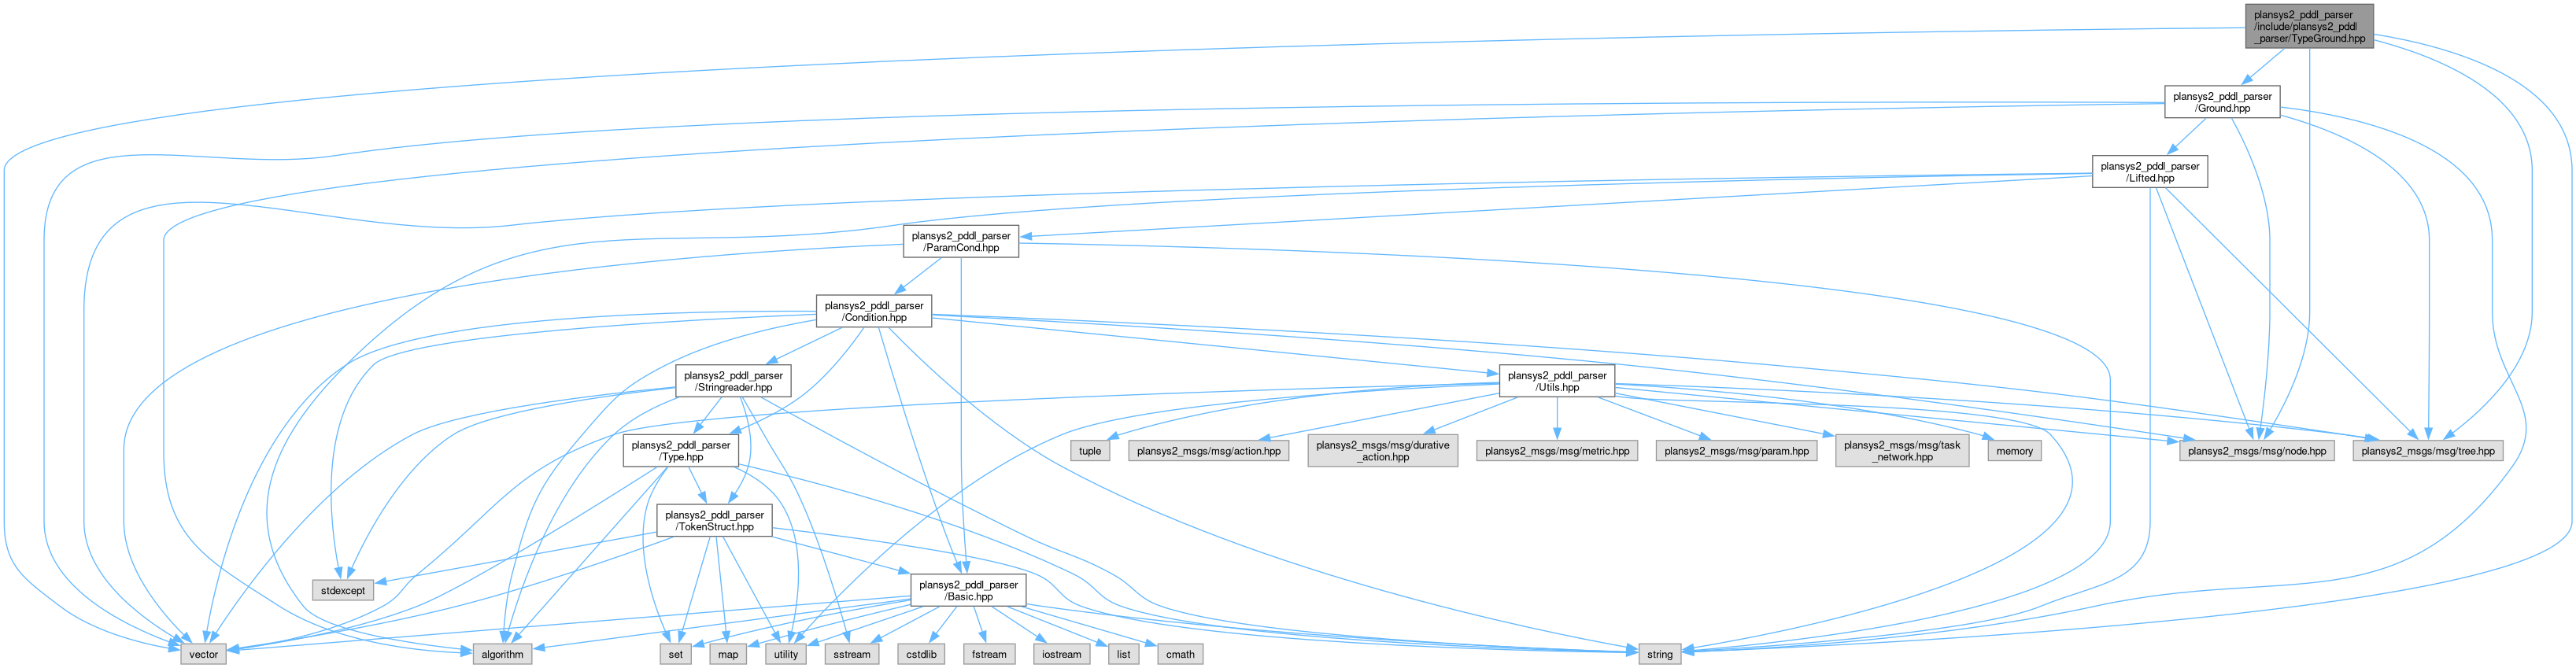 plansys2_pddl_parser
/include/plansys2_pddl
_parser/TypeGround.hpp
plansys2_pddl_parser
/Ground.hpp
plansys2_pddl_parser
/Lifted.hpp
plansys2_pddl_parser
/ParamCond.hpp
plansys2_pddl_parser
/Condition.hpp
plansys2_pddl_parser
/Stringreader.hpp
plansys2_pddl_parser
/Utils.hpp
plansys2_pddl_parser
/Type.hpp
tuple
plansys2_msgs/msg/action.hpp
plansys2_msgs/msg/durative
_action.hpp
plansys2_msgs/msg/metric.hpp
plansys2_msgs/msg/param.hpp
plansys2_msgs/msg/task
_network.hpp
memory
plansys2_msgs/msg/node.hpp
plansys2_msgs/msg/tree.hpp
plansys2_pddl_parser
/TokenStruct.hpp
stdexcept
plansys2_pddl_parser
/Basic.hpp
vector
algorithm
set
map
utility
sstream
cstdlib
fstream
iostream
list
cmath
string